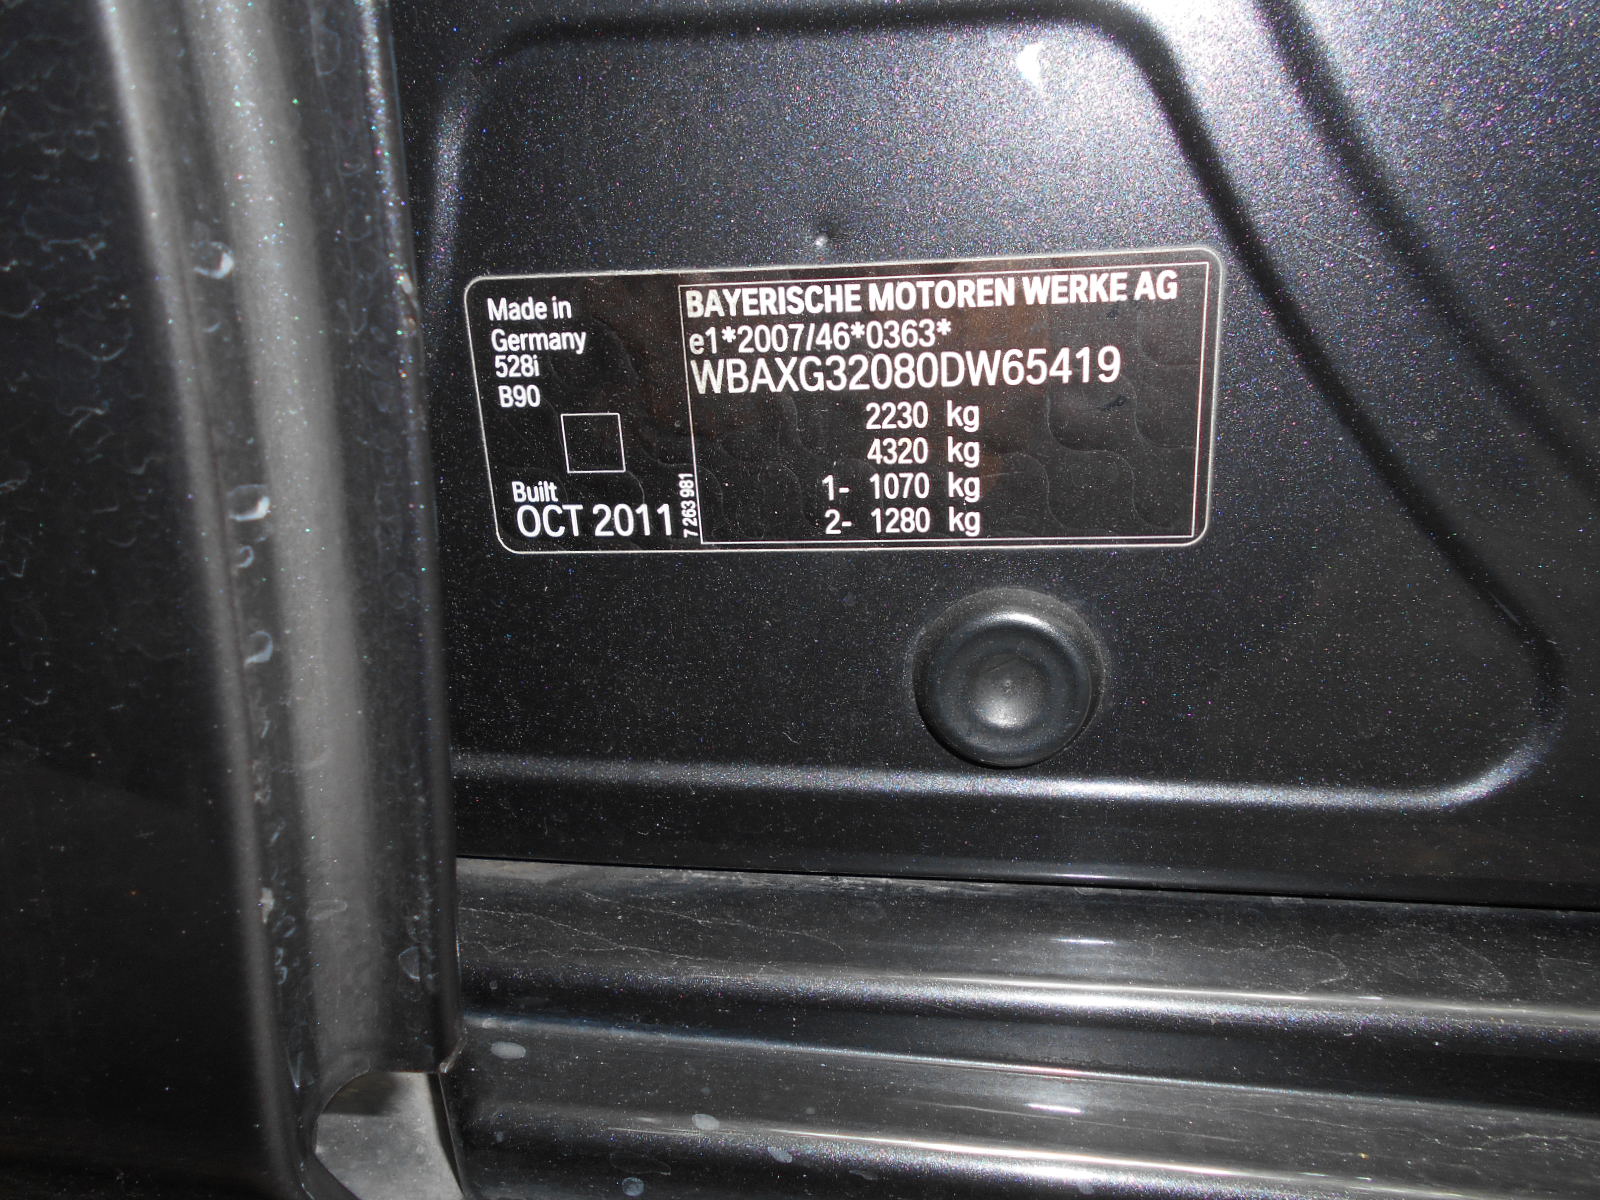 Made in
Germany
528i
B90
Built
OCT 2011
7 263 981
BAYERISCHE MOTOREN WERKE AG
e1*2007/46*0363*
WBAXG32080DW65419
2230 kg
4320 kg
1- 1070 kg
2- 1280 kg